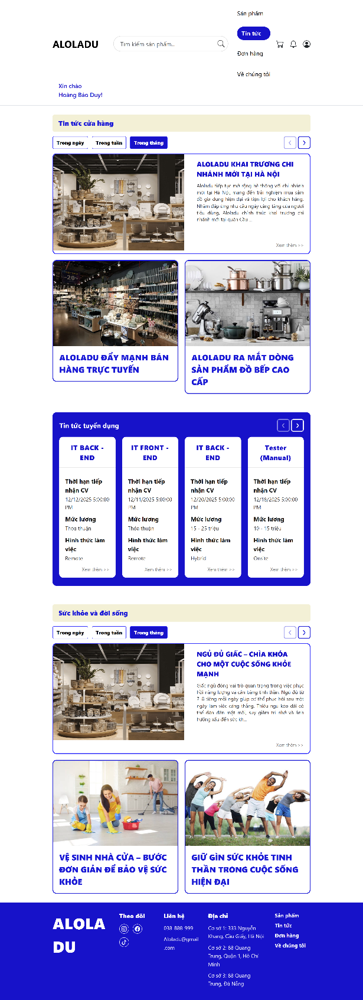 Sản phẩm
ALOLADU
Tìm kiếm sản phẩm...
Tin tức
Đơn hàng
Về chúng tôi
Xin chào
Hoàng Bảo Duy!
Tin tức cửa hàng
Trong ngày
Trong tuần
Trong tháng
ALOLADU KHAI TRƯƠNG CHI
NHÁNH MỚI TẠI HÀ NỘI
Aloladu tiếp tục mở rộng hệ thống với chi nhánh
mới tại Hà Nội, mang đến trải nghiệm mua sắm
đồ gia dụng hiện đại và tiện lợi cho khách hàng.
Nhằm đáp ứng nhu cầu ngày càng tăng của người
tiêu dùng, Aloladu chính thức khai trương chi
nhánh mới tại quận Cầu ...
Xem thêm >>
-20%
ALOLADU ĐẨY MẠNH BÁN
HÀNG TRỰC TUYẾN
ALOLADU RA MẮT DÒNG
SẢN PHẨM ĐỒ BẾP CAO
CẤP
Tin tức tuyển dụng
IT BACK -
END
Thời hạn tiếp
nhận CV
12/12/2025 5:00:00
PM
Mức lương
Thỏa thuận
Hình thức làm
việc
Remote
Xem thêm >>
IT FRONT -
END
Thời hạn tiếp
nhận CV
12/11/2025 5:00:00
PM
Mức lương
Thỏa thuận
Hình thức làm
việc
Remote
Xem thêm >>
IT BACK -
END
Thời hạn tiếp
nhận CV
12/20/2025 5:00:00
PM
Mức lương
15 - 25 triệu
Hình thức làm
việc
Hybrid
Xem thêm >>
Tester
(Manual)
Thời hạn tiếp
nhận CV
12/18/2025 5:00:00
PM
Mức lương
10 - 15 triệu
Hình thức làm
việc
Onsite
Xem thêm >>
Sức khỏe và đời sống
Trong ngày
Trong tuần
Trong tháng
NGỦ ĐỦ GIẤC – CHÌA KHÓA
CHO MỘT CUỘC SỐNG KHỎE
MẠNH
Giấc ngủ đóng vai trò quan trọng trong việc phục
hồi năng lượng và cân bằng tinh thần. Ngủ đủ từ
7–8 tiếng mỗi ngày giúp cơ thể phục hồi sau một
ngày làm việc căng thẳng. Thiếu ngủ kéo dài có
thể dẫn đến mệt mỏi, suy giảm trí nhớ và ảnh
hưởng xấu đến sức kh...
Xem thêm >>
VỆ SINH NHÀ CỬA – BƯỚC
ĐƠN GIẢN ĐỂ BẢO VỆ SỨC
KHỎE
GIỮ GÌN SỨC KHỎE TINH
THẦN TRONG CUỘC SỐNG
HIỆN ĐẠI
ALOLA
DU
Theo dõi
Liên hệ
038-888-999
Aloladu@gmail
.com
Địa chỉ
Cơ sở 1: 333 Nguyễn
Khang, Cầu Giấy, Hà Nội
Cơ sở 2: 88 Quang
Trung, Quận 1, Hồ Chí
Minh
Cơ sở 3: 88 Quang
Trung, Đà Nẵng
Sản phẩm
Tin tức
Đơn hàng
Về chúng tôi